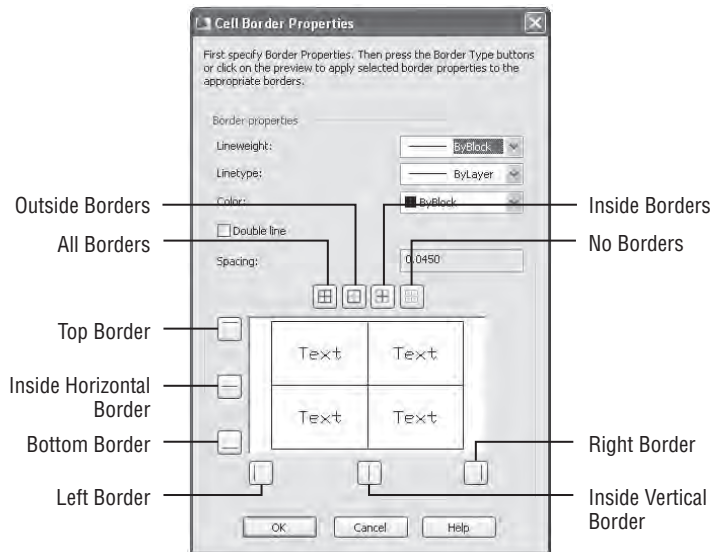 Cell Border Properties
First specify Border Properties. Then press the Border Type buttons
or click on the preview to apply selected border properties to the
appropriate borders.
Border properties
Lineweight:
ByBlock
Linetype:
ByLayer
Color:
ByBlock
Double line
Spacing:
0.0450
Outside Borders
All Borders
Inside Borders
No Borders
Top Border
Inside Horizontal
Border
Bottom Border
Left Border
Text Text
Text Text
Right Border
Inside Vertical
Border
OK Cancel Help